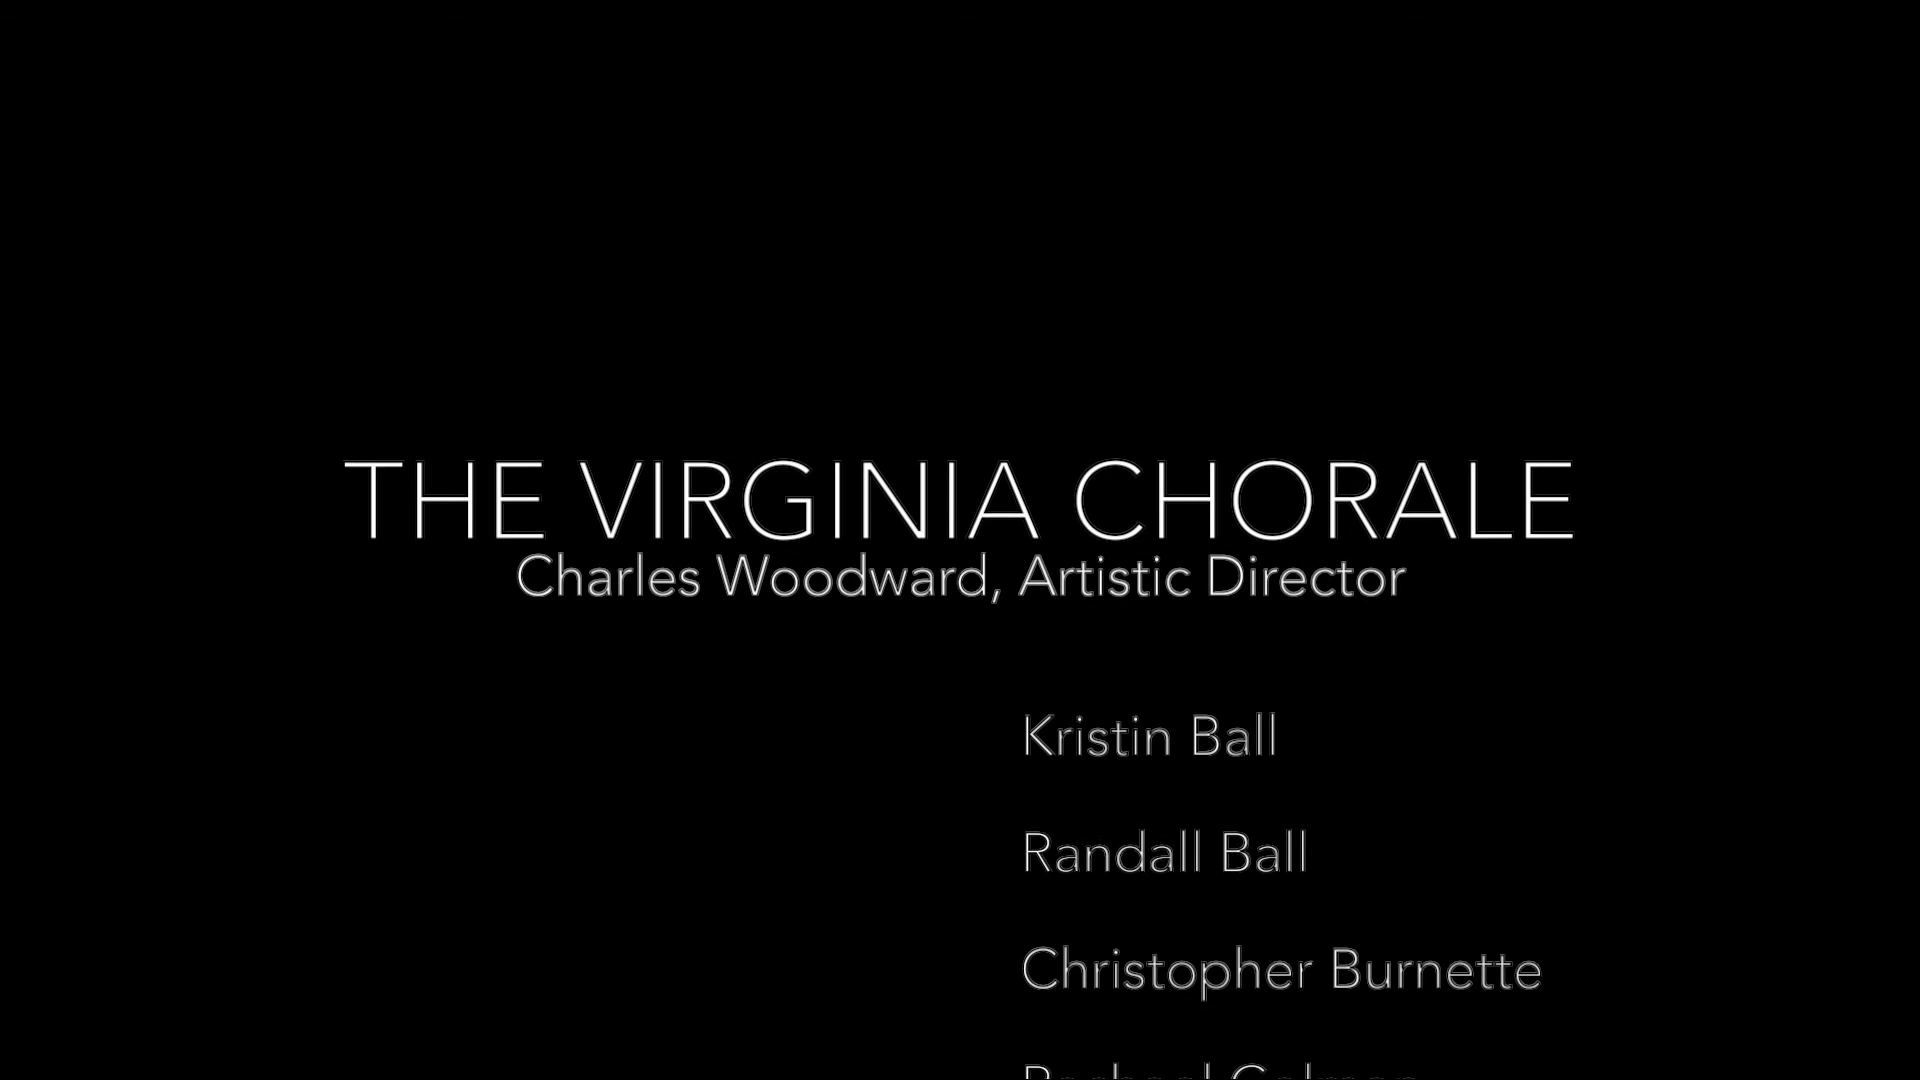 THE VIRGINIA CHORALE
Charles Woodward, Artistic Director
Kristin Ball
Randall Ball
Christopher Burnette